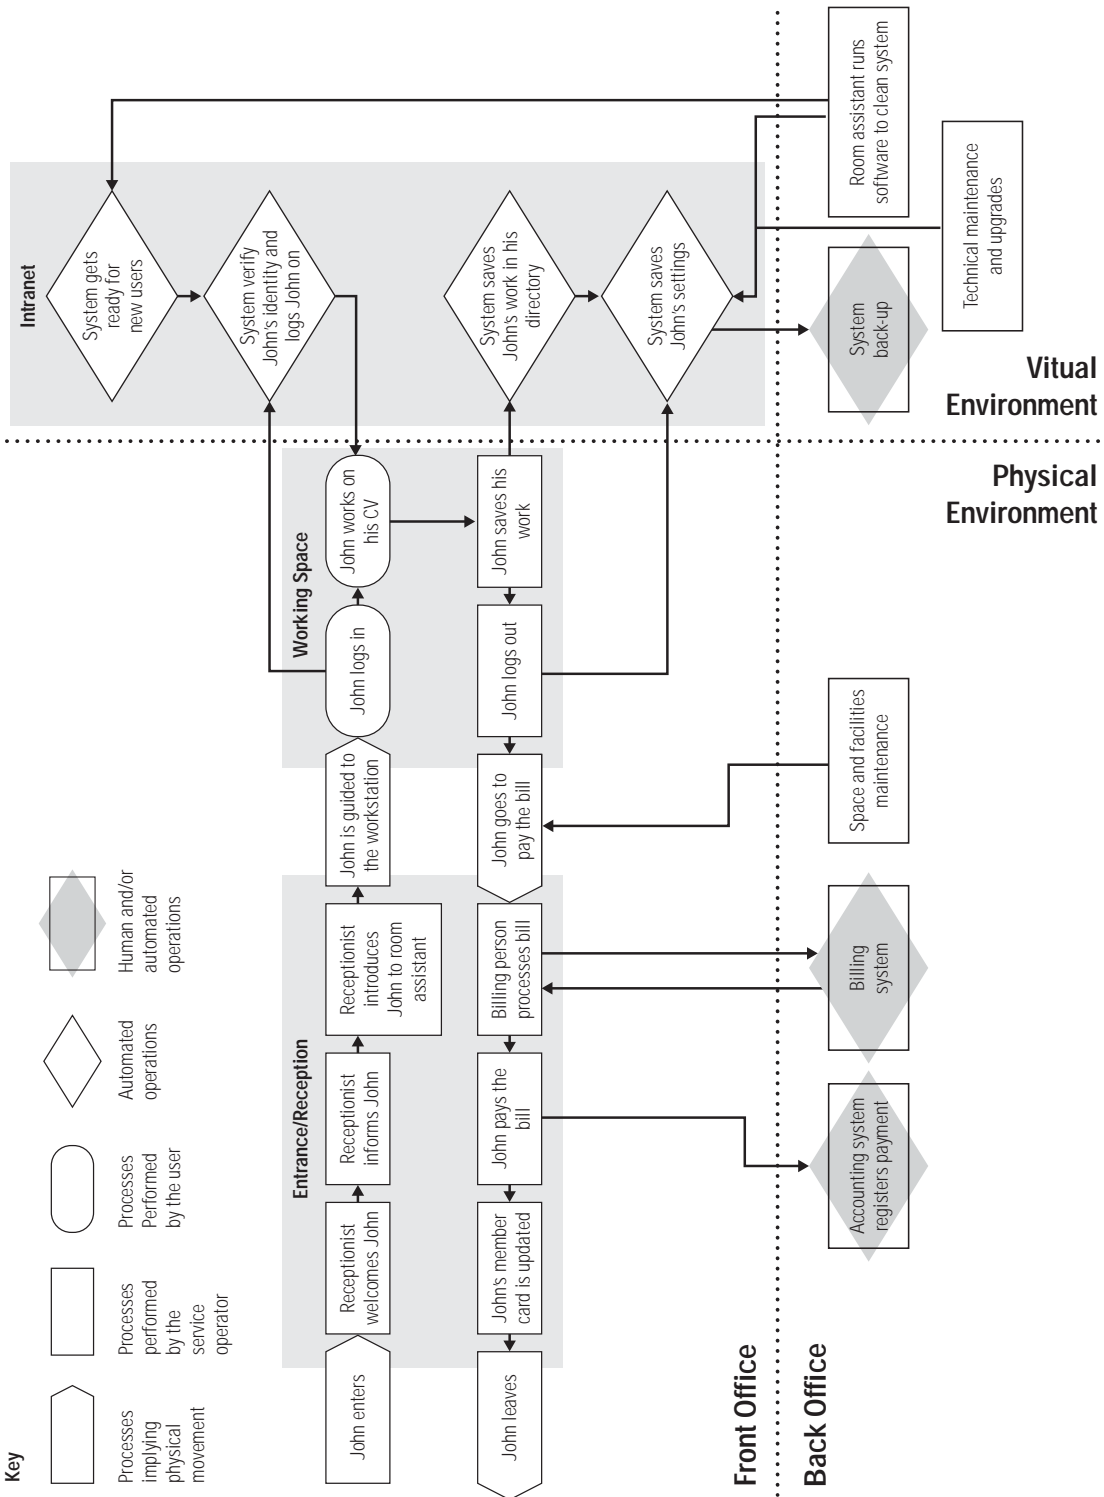 Key
Processes
implying
physical
movement
Processes
performed
by the
service
operator
Processes
Performed
by the user
Automated
operations
Human and/or
automated
operations
Intranet
System gets
ready for
new users
System verify
John's identity and
logs John on
System saves
John's work in his
directory
System saves
John's settings
Working Space
John logs in
John works on
his CV
John saves his
work
John logs out
Entrance/Reception
John enters
Receptionist
welcomes John
Receptionist
informs John
Receptionist
introduces
John to room
assistant
John is guided to
the workstation
John goes to
pay the bill
Billing person
processes bill
John pays the
bill
John's member
card is updated
John leaves
Front Office
Back Office
Accounting system
registers payment
Billing
system
Space and facilities
maintenance
System
back-up
Room assistant runs
software to clean system
Technical maintenance
and upgrades
Physical
Environment
Vitual
Environment